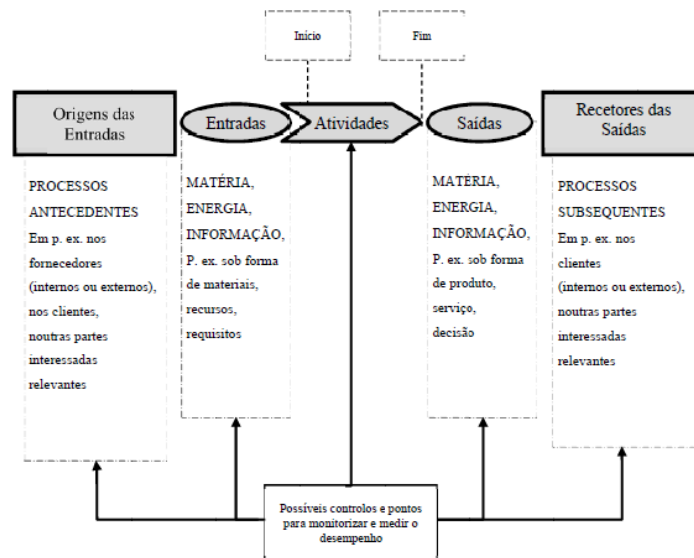 Início
Fim
Origens das
Entradas
Entradas
Atividades
Saídas
Recetores das
Saídas
PROCESSOS
ANTECEDENTES
Em p. ex. nos
fornecedores
(internos ou externos),
nos clientes,
noutras partes
interessadas
relevantes
MATÉRIA,
ENERGIA,
INFORMAÇÃO,
P. ex. sob forma
de materiais,
recursos,
requisitos
MATÉRIA,
ENERGIA,
INFORMAÇÃO,
P. ex. sob forma
de produto,
serviço,
decisão
PROCESSOS
SUBSEQUENTES
Em p. ex. nos
clientes
(internos ou externos),
noutras partes
interessadas
relevantes
Possíveis controlos e pontos
para monitorizar e medir o
desempenho